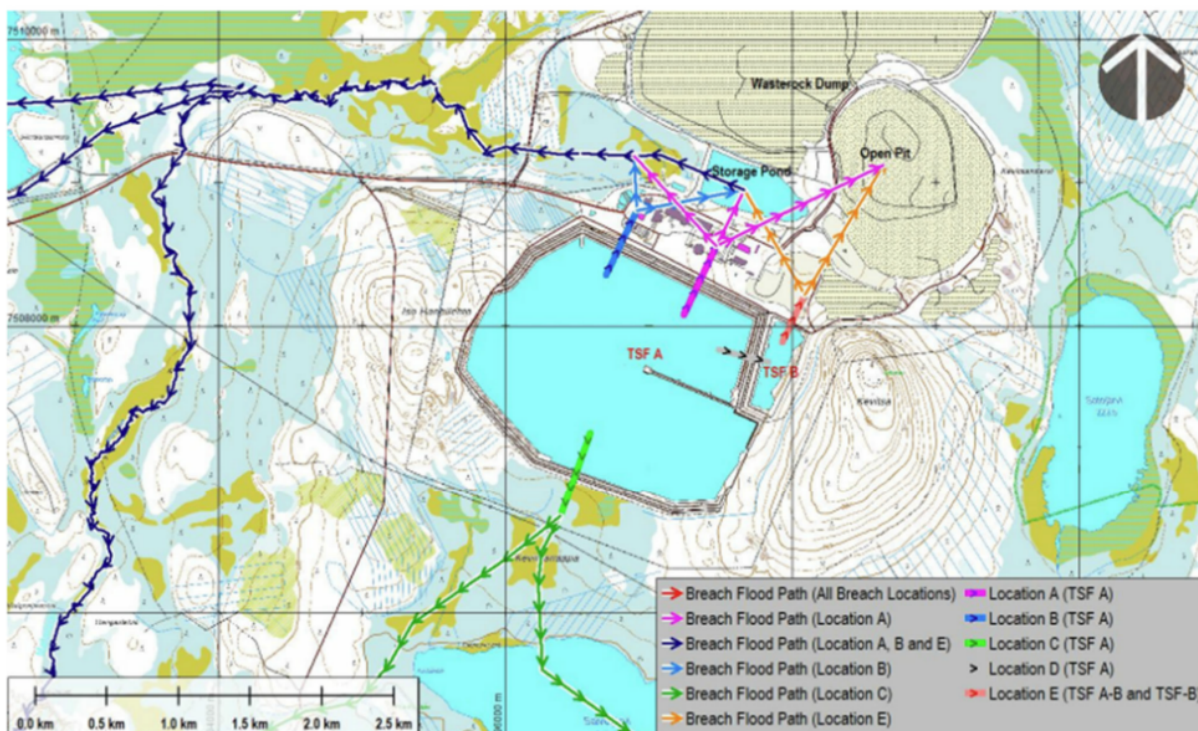 7510000 m
Wasterock Dump
Open Pit
Storage Pond
7508000 m
TSF A
TSF B
Kevitsa
Breach Flood Path (All Breach Locations)
Breach Flood Path (Location A)
Breach Flood Path (Location A, B and E)
Breach Flood Path (Location B)
Breach Flood Path (Location C)
Breach Flood Path (Location E)
Location A (TSF A)
Location B (TSF A)
Location C (TSF A)
Location D (TSF A)
Location E (TSF A-B and TSF-B)
0.0 km 0.5 km 1.0 km 1.5 km 2.0 km 2.5 km